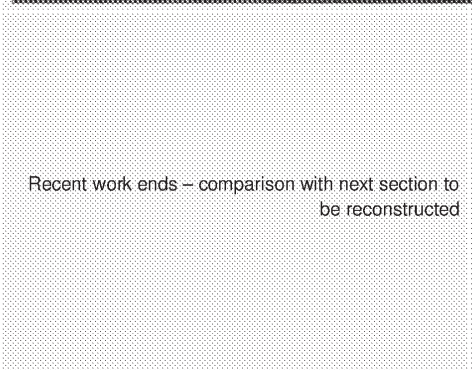 Recent work ends – comparison with next section to
be reconstructed